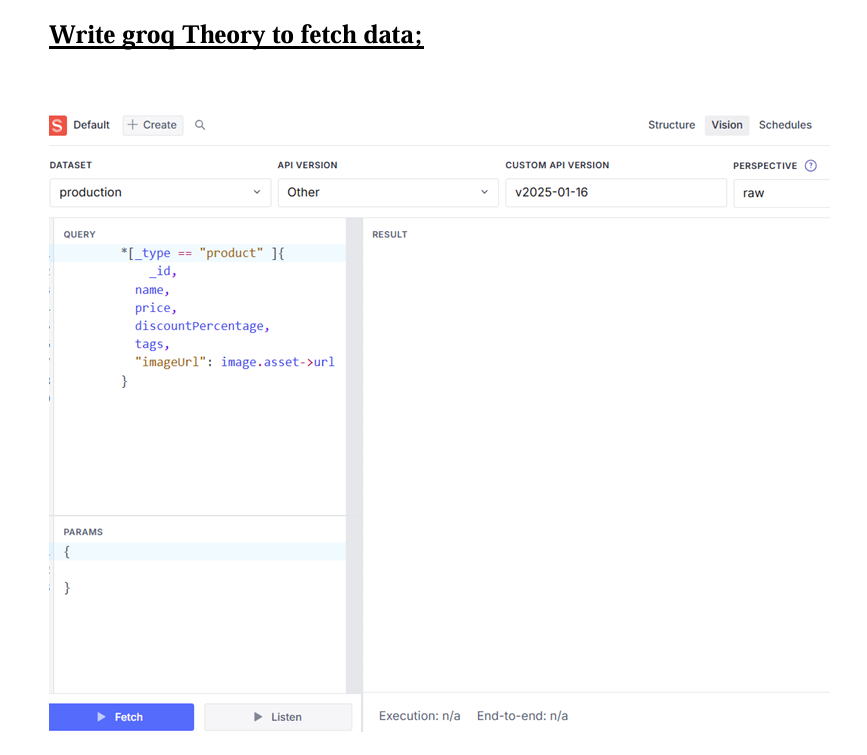 Write groq Theory to fetch data;
S Default + Create Structure Vision Schedules
DATASET API VERSION CUSTOM API VERSION PERSPECTIVE ?
production Other v2025-01-16 raw
QUERY RESULT
*[_type == "product" ]{
_id,
name,
price,
discountPercentage,
tags,
"imageUrl": image.asset->url
}
PARAMS
{
}
Fetch Listen Execution: n/a End-to-end: n/a